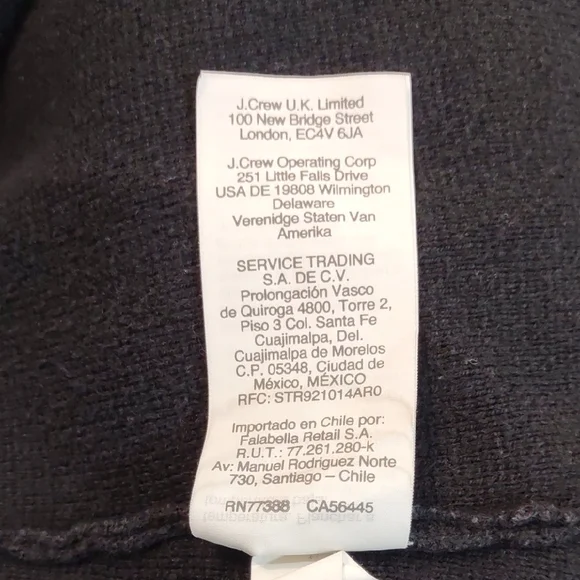 J.Crew U.K. Limited
100 New Bridge Street
London, EC4V 6JA
J.Crew Operating Corp
251 Little Falls Drive
USA DE 19808 Wilmington
Delaware
Verenidge Staten Van
Amerika
SERVICE TRADING
S.A. DE C.V.
Prolongación Vasco
de Quiroga 4800, Torre 2,
Piso 3 Col. Santa Fe
Cuajimalpa, Del.
Cuajimalpa de Morelos
C.P. 05348, Ciudad de
México, MÉXICO
RFC: STR921014AR0
Importado en Chile por:
Falabella Retail S.A.
R.U.T.: 77.261.280-k
Av: Manuel Rodriguez Norte
730, Santiago – Chile
RN77388 CA56445